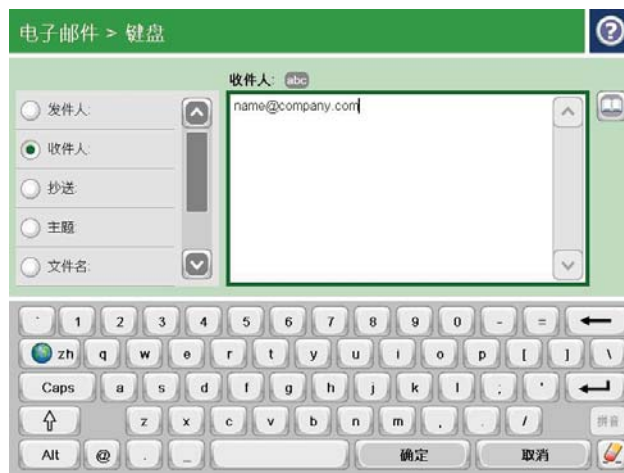 电子邮件 > 键盘
?
收件人: abc
发件人:
name@company.com
收件人:
抄送:
主题:
文件名:
` 1 2 3 4 5 6 7 8 9 0 - =
zh q w e r t y u i o p [ ] \
Caps a s d f g h j k l ; '
z x c v b n m , . / 拼音
Alt @ . _ 确定 取消